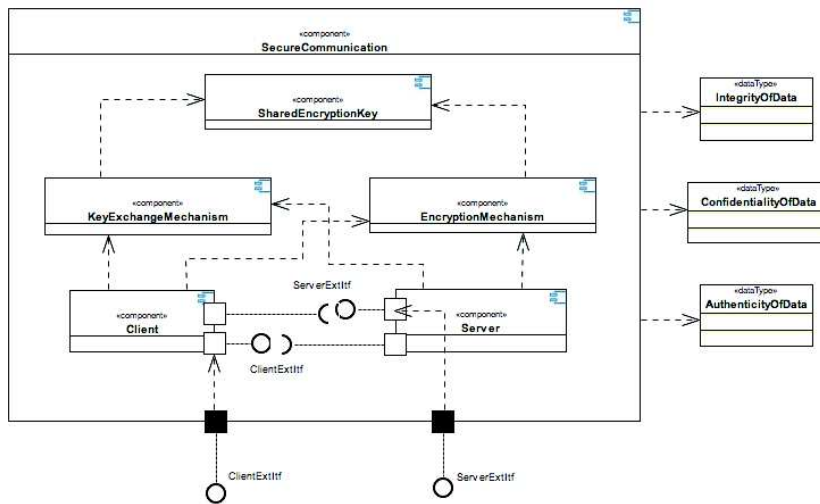 «component»
SecureCommunication
«component»
SharedEncryptionKey
«dataType»
IntegrityOfData
«component»
KeyExchangeMechanism
«component»
EncryptionMechanism
«dataType»
ConfidentialityOfData
ServerExtItf
«component»
Client
«component»
Server
«dataType»
AuthenticityOfData
ClientExtItf
ClientExtItf
ServerExtItf